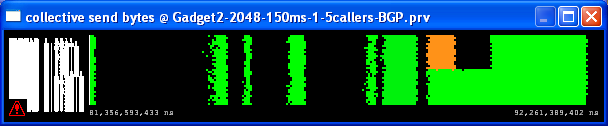 collective send bytes @ Gadget2-2048-150ms-1-5callers-BGP.prv
81,356,593,433 ns
92,261,389,402 ns